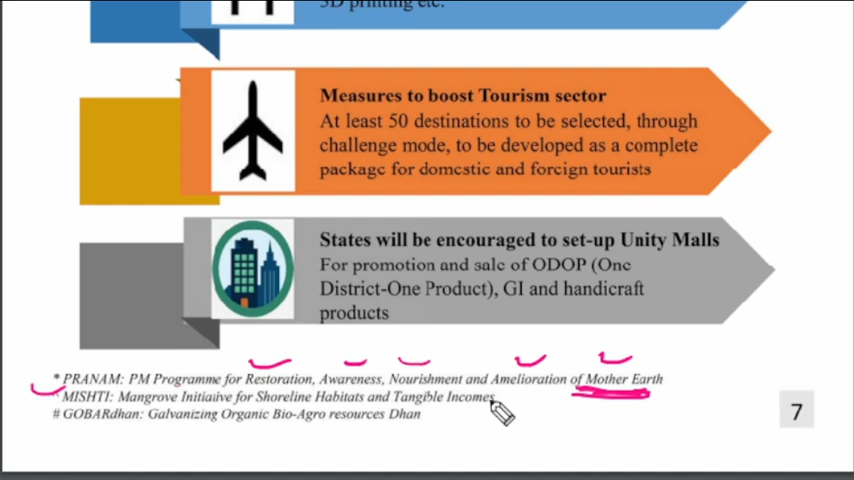 3D printing etc.
Measures to boost Tourism sector
At least 50 destinations to be selected, through
challenge mode, to be developed as a complete
package for domestic and foreign tourists
States will be encouraged to set-up Unity Malls
For promotion and sale of ODOP (One
District-One Product), GI and handicraft
products
* PRANAM: PM Programme for Restoration, Awareness, Nourishment and Amelioration of Mother Earth
^ MISHTI: Mangrove Initiative for Shoreline Habitats and Tangible Incomes
# GOBARdhan: Galvanizing Organic Bio-Agro resources Dhan
7